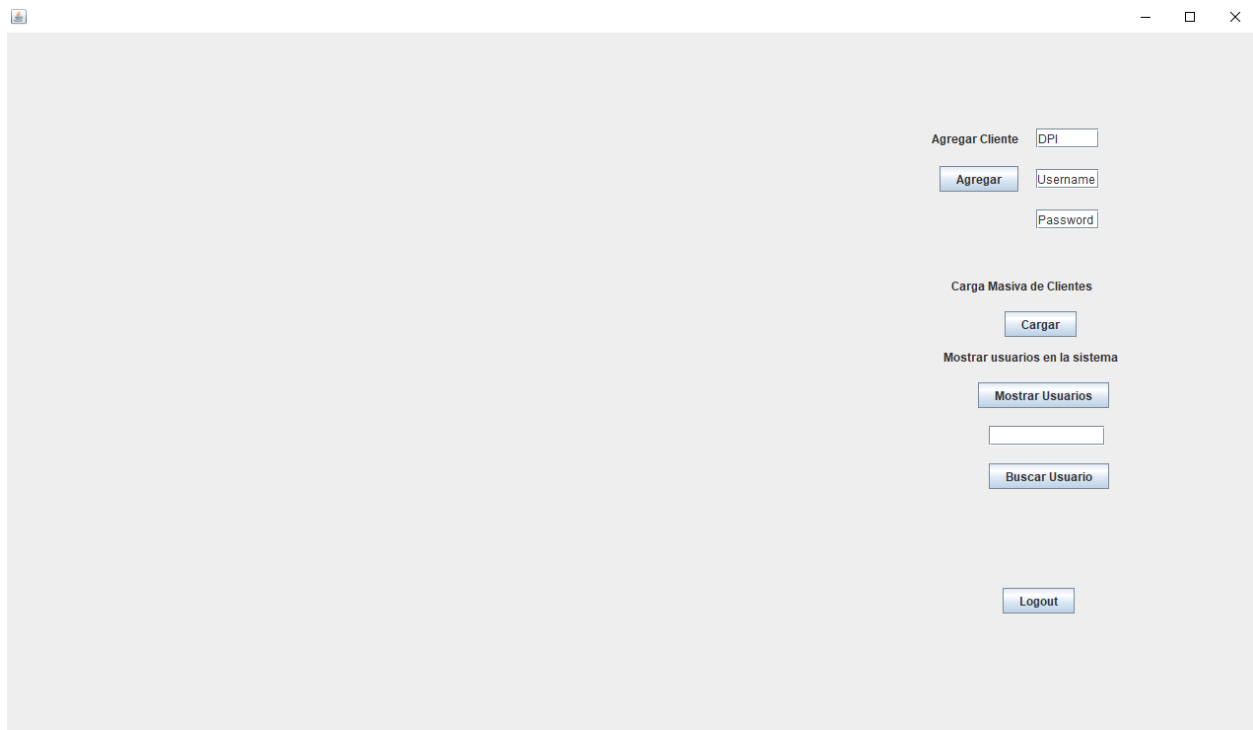 Agregar Cliente DPI
Agregar Username
Password
Carga Masiva de Clientes
Cargar
Mostrar usuarios en la sistema
Mostrar Usuarios
Buscar Usuario
Logout